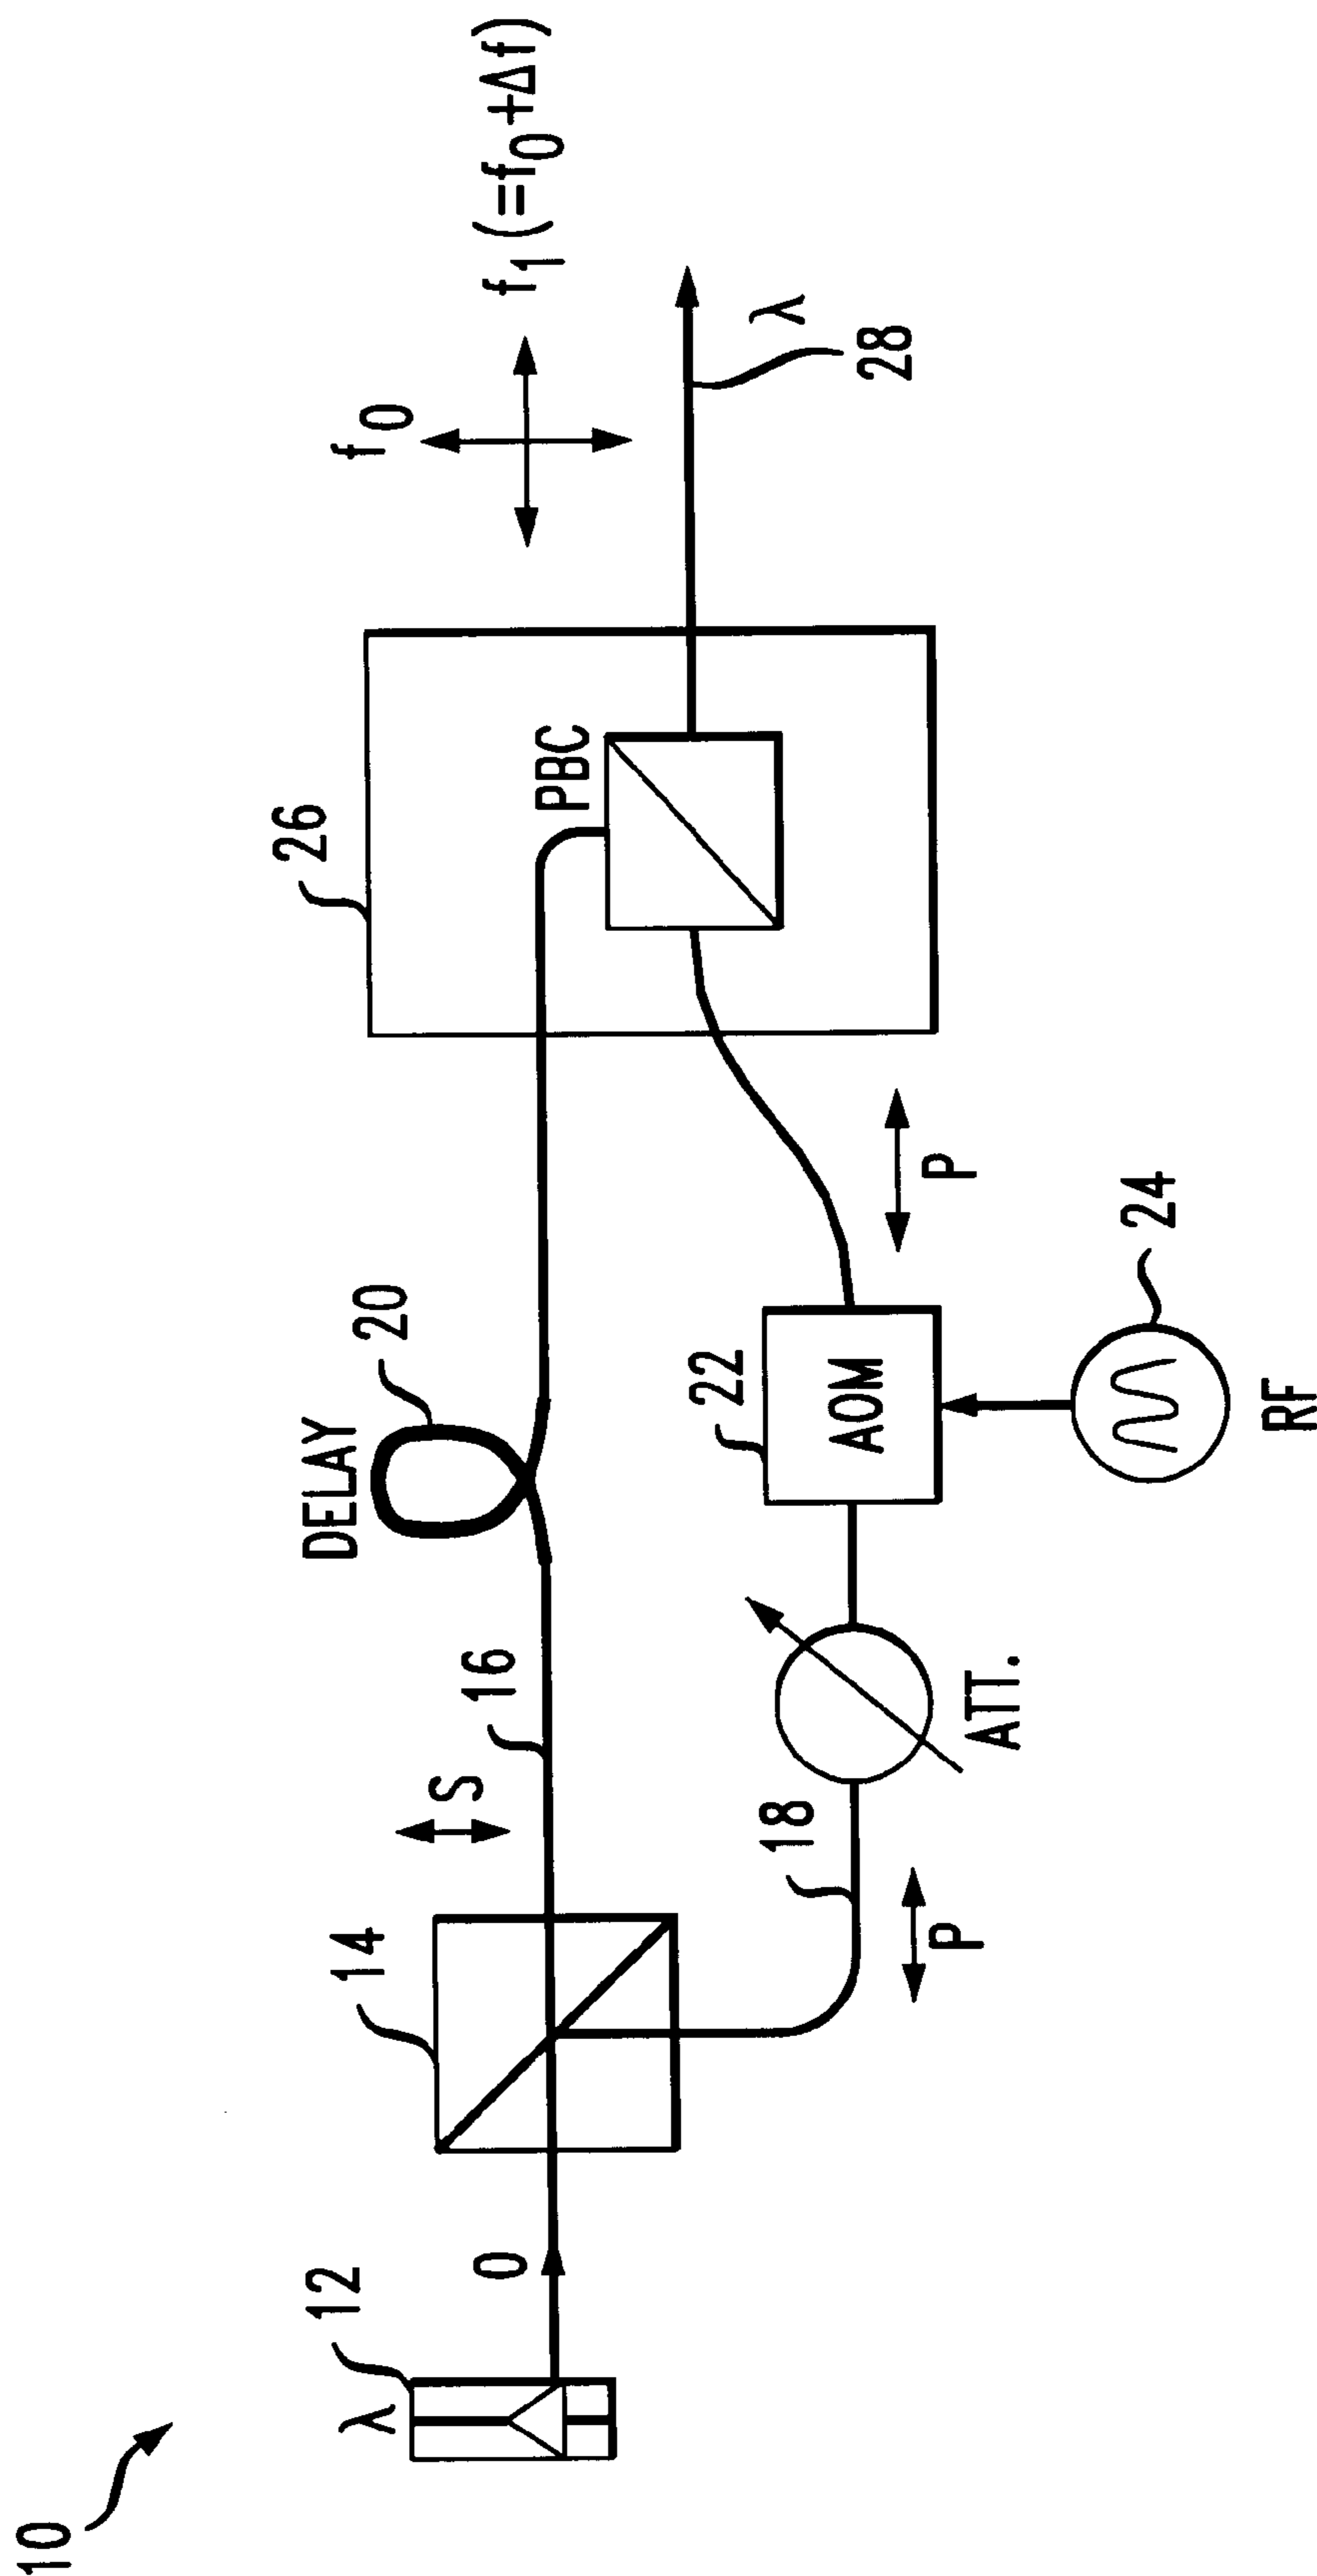 10
λ
12
O
14
S
16
DELAY
20
18
P
ATT.
22
AOM
24
RF
P
26
PBC
f0
f1 (=f0+Δf)
λ
28